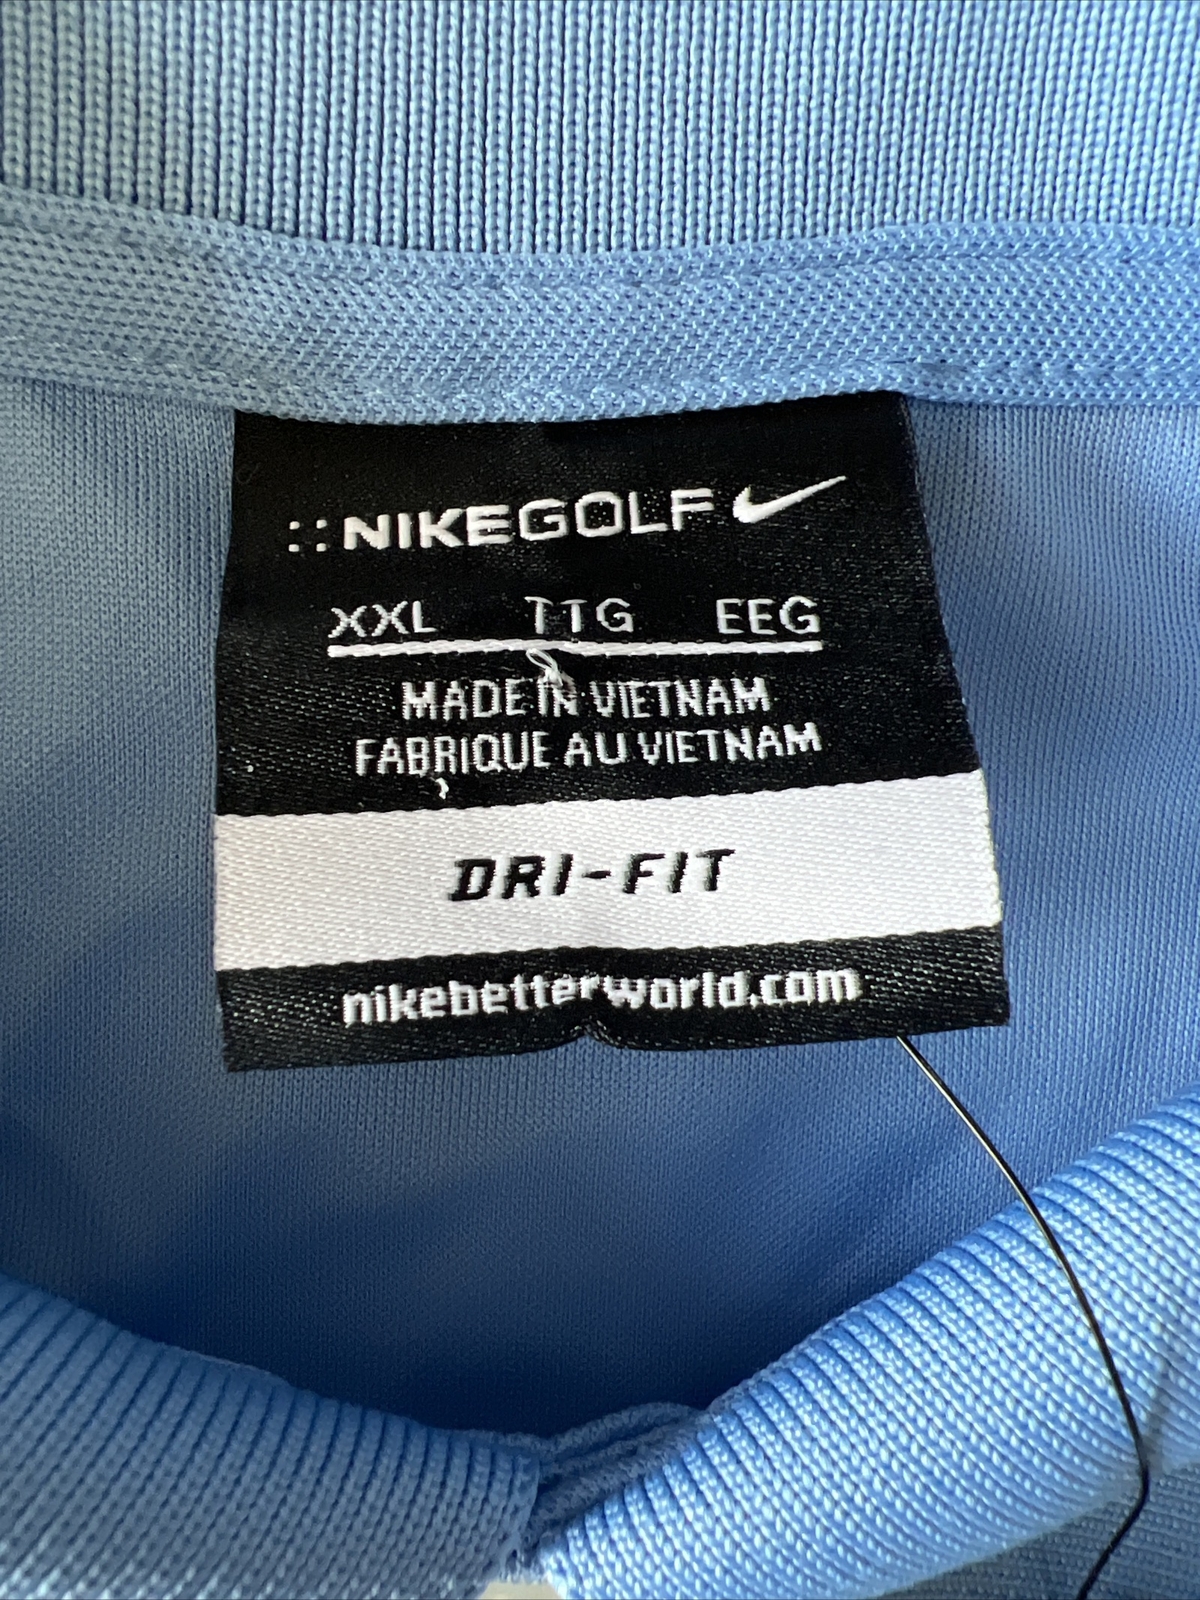 ::NIKEGOLF
XXL TTG EEG
MADE IN VIETNAM
FABRIQUE AU VIETNAM
DRI-FIT
nikebetterworld.com